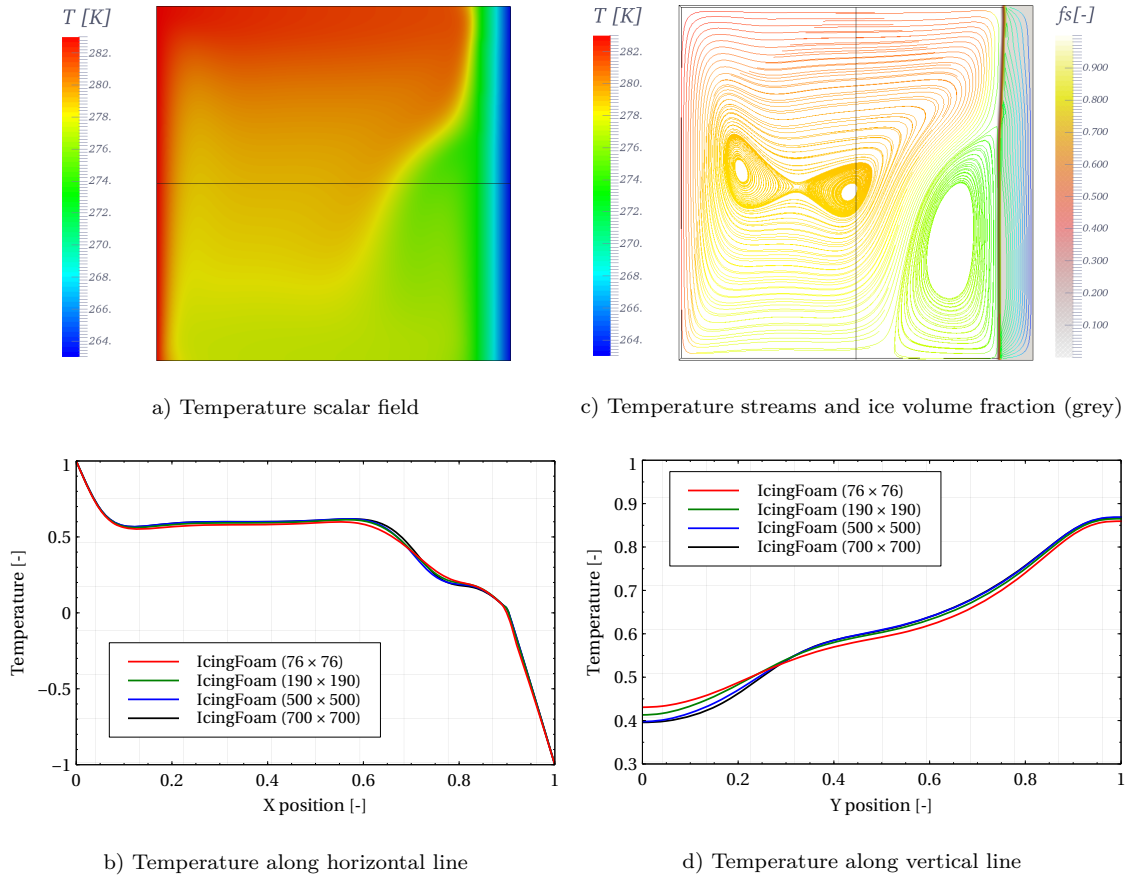 T [K]
282.
280.
278.
276.
274.
272.
270.
268.
266.
264.
a) Temperature scalar field
T [K]
282.
280.
278.
276.
274.
272.
270.
268.
266.
264.
fs[-]
0.900
0.800
0.700
0.600
0.500
0.400
0.300
0.200
0.100
c) Temperature streams and ice volume fraction (grey)
1
0.5
0
−0.5
−1
Temperature [-]
IcingFoam (76 × 76)
IcingFoam (190 × 190)
IcingFoam (500 × 500)
IcingFoam (700 × 700)
0 0.2 0.4 0.6 0.8 1
X position [-]
b) Temperature along horizontal line
1
0.9
0.8
0.7
0.6
0.5
0.4
0.3
Temperature [-]
IcingFoam (76 × 76)
IcingFoam (190 × 190)
IcingFoam (500 × 500)
IcingFoam (700 × 700)
0 0.2 0.4 0.6 0.8 1
Y position [-]
d) Temperature along vertical line